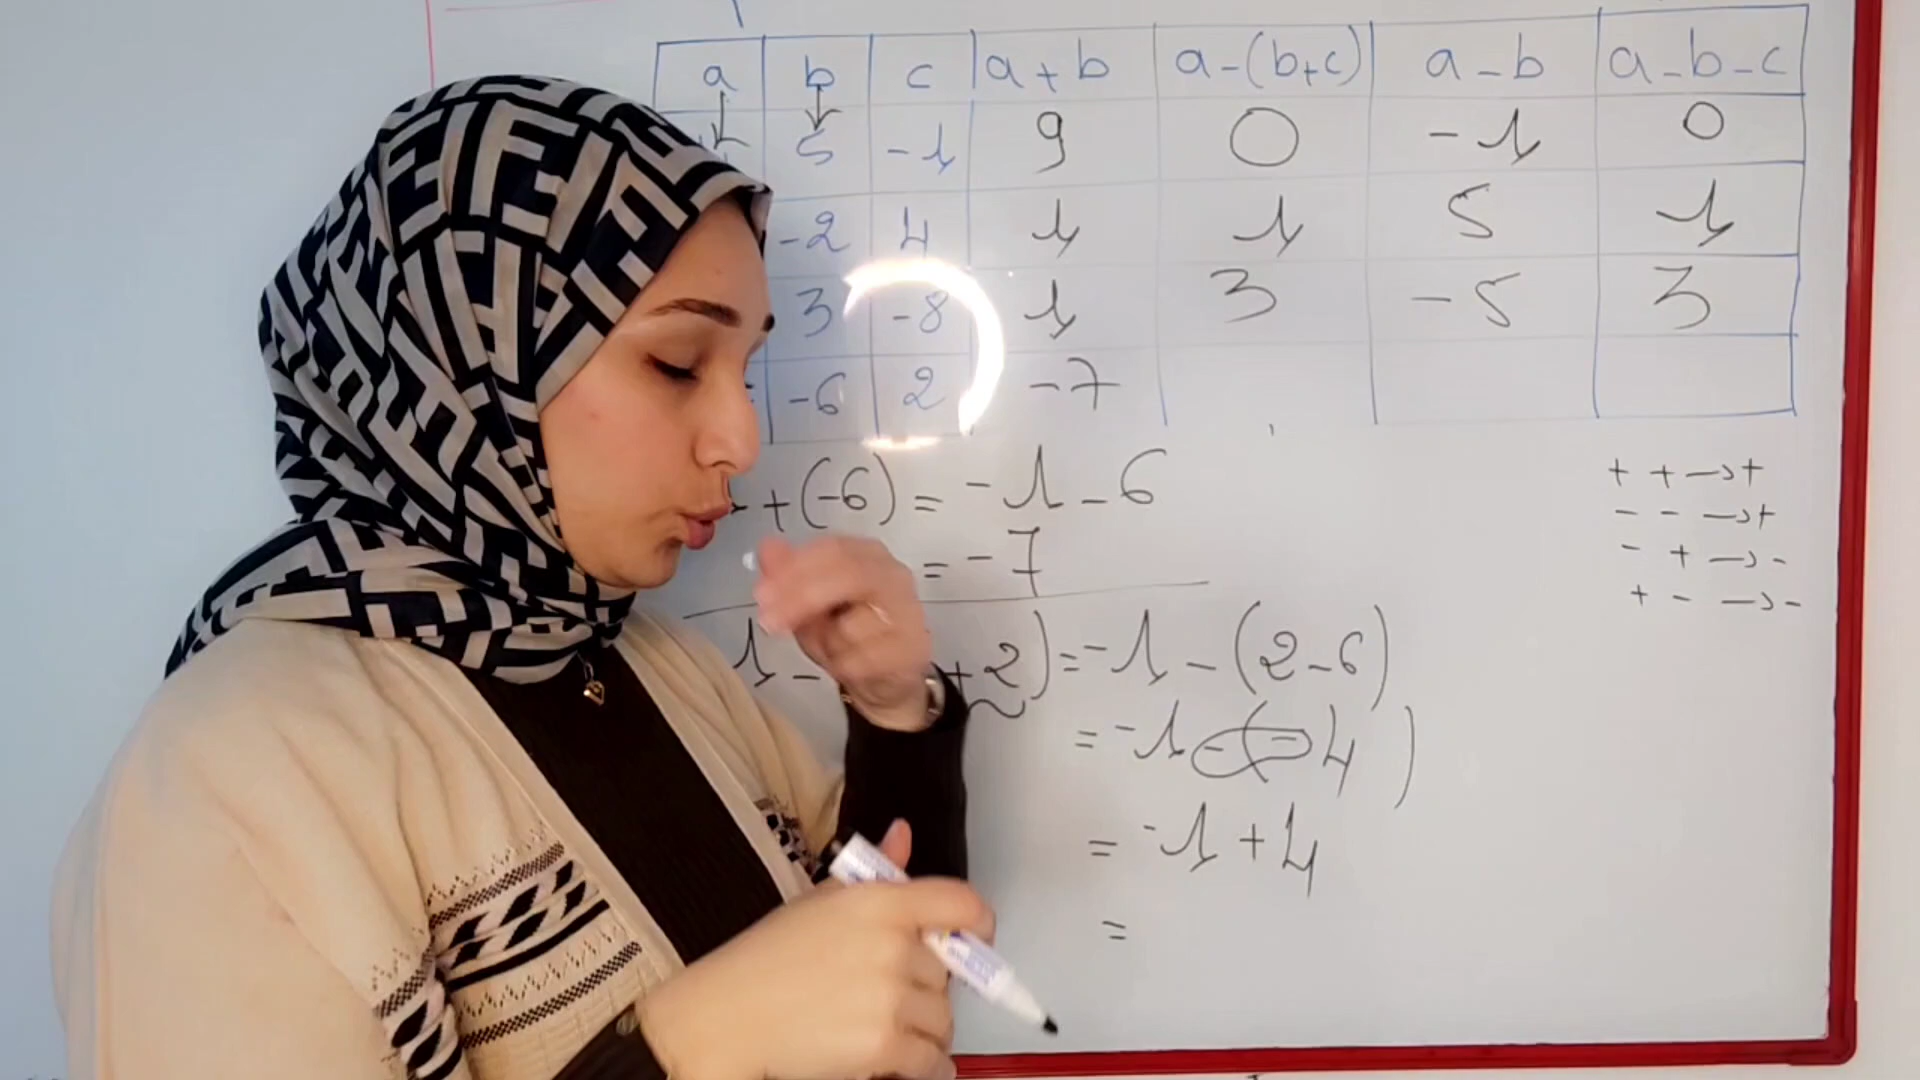 a b c a+b a-(b+c) a-b a-b-c
5 -1 9 0 -1 0
-2 4 1 1 5 1
3 -8 1 3 -5 3
-6 2 -7
+(-6) = -1-6
= -7
1 - +2) = -1-(2-6)
= -1-(-4)
= -1+4
=
+ + → +
- - → +
- + → -
+ - → -